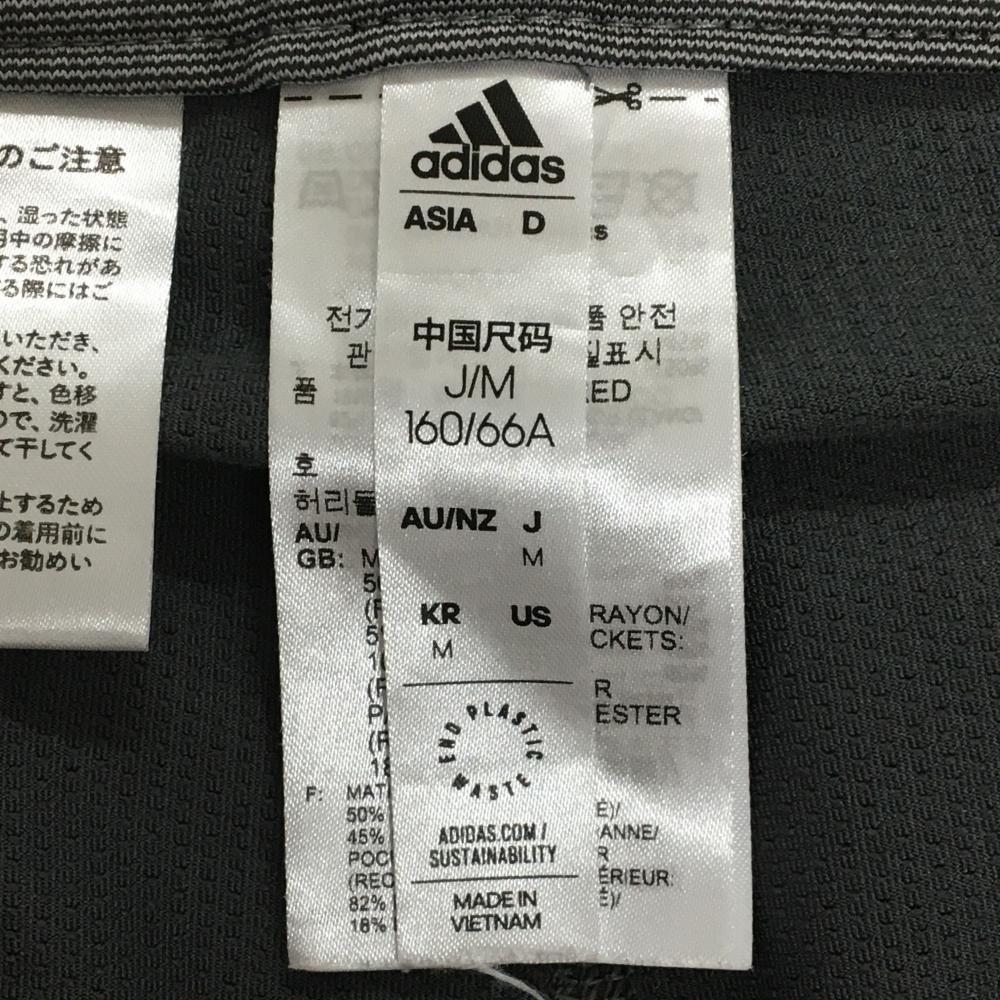 のご注意
、湿った状態
用中の摩擦に
する恐れがあ
る際にはご
いただき、
ください。
すと、色移
ので、洗濯
て干してく
止するため
の着用前に
お勧めい
adidas
ASIA D
中国尺码
J/M
160/66A
AU/NZ J
M
KR US
M
END PLASTIC WASTE
ADIDAS.COM /
SUSTAINABILITY
MADE IN
VIETNAM
s
품 안전
관 질표시
품
호
허리둘
AU/
GB: M
RAYON/
CKETS:
R
ESTER
F: MAT
50%
45% ANNE/
POC R
(REC ÉRIEUR:
82% E)/
18%